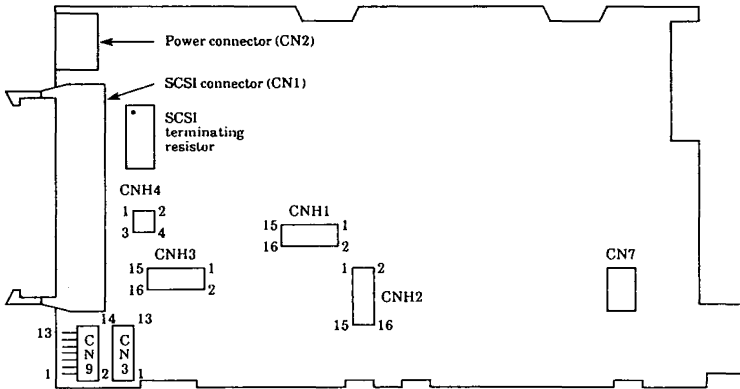 Power connector (CN2)
SCSI connector (CN1)
SCSI
terminating
resistor
CNH4
1 2
3 4
CNH1
15 1
16 2
CNH3
15 1
16 2
1 2
CNH2
15 16
CN7
14 13
13
CN9
CN3
1 2 1